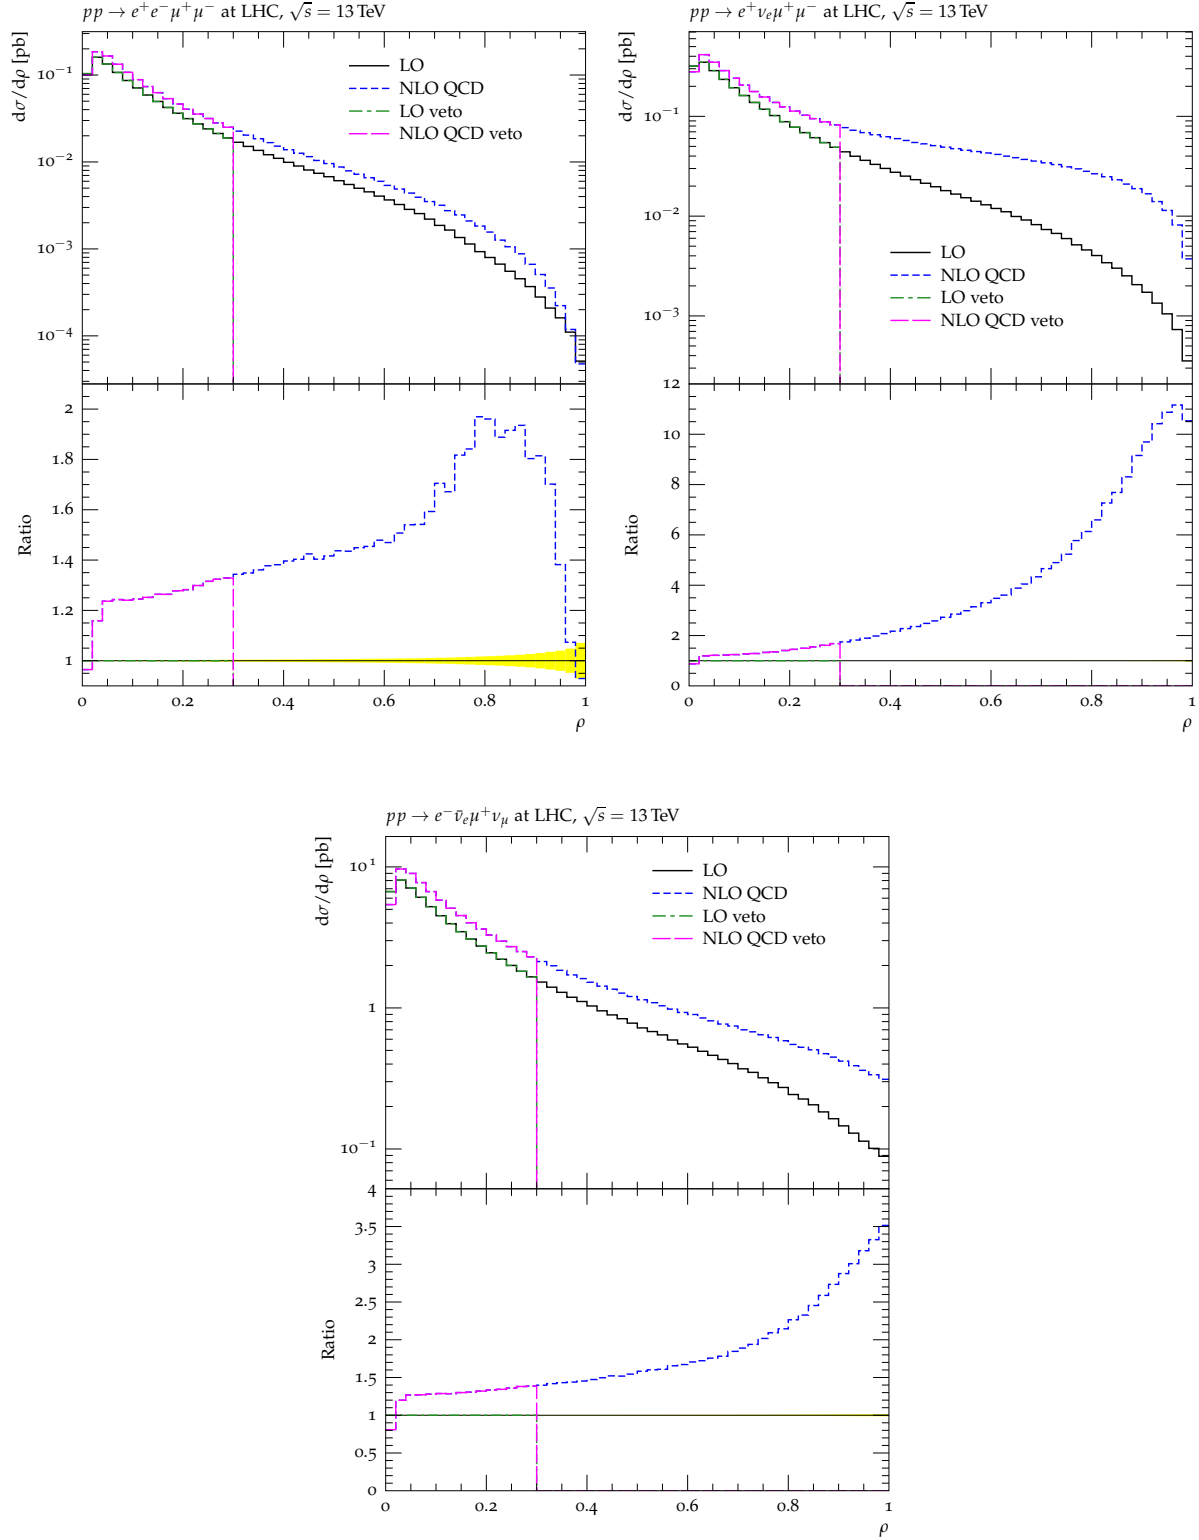 pp → e⁺e⁻μ⁺μ⁻ at LHC, √s = 13 TeV
dσ/dρ [pb]
LO
NLO QCD
LO veto
NLO QCD veto
10⁻¹
10⁻²
10⁻³
10⁻⁴
Ratio
2
1.8
1.6
1.4
1.2
1
0 0.2 0.4 0.6 0.8 1
ρ
pp → e⁺νₑμ⁺μ⁻ at LHC, √s = 13 TeV
dσ/dρ [pb]
10⁻¹
10⁻²
10⁻³
LO
NLO QCD
LO veto
NLO QCD veto
Ratio
12
10
8
6
4
2
0
0 0.2 0.4 0.6 0.8 1
ρ
pp → e⁻ν̄ₑμ⁺ν_μ at LHC, √s = 13 TeV
dσ/dρ [pb]
LO
NLO QCD
LO veto
NLO QCD veto
10¹
1
10⁻¹
Ratio
4
3.5
3
2.5
2
1.5
1
0.5
0
0 0.2 0.4 0.6 0.8 1
ρ